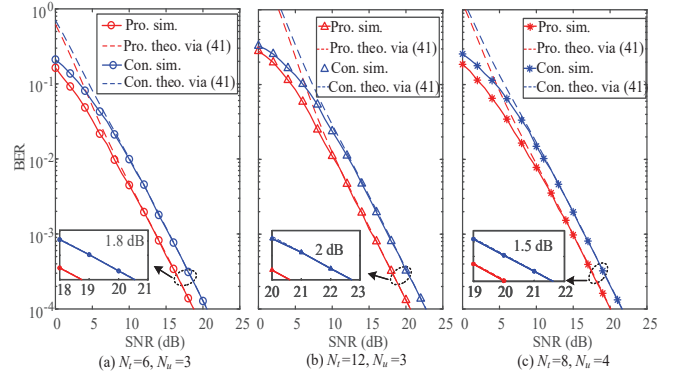 BER
10^0
10^-1
10^-2
10^-3
10^-4
Pro. sim.
Pro. theo. via (41)
Con. sim.
Con. theo. via (41)
1.8 dB
18 19 20 21
0 5 10 15 20 25
SNR (dB)
(a) N_t=6, N_u=3
Pro. sim.
Pro. theo. via (41)
Con. sim.
Con. theo. via (41)
2 dB
20 21 22 23
0 5 10 15 20 25
SNR (dB)
(b) N_t=12, N_u=3
Pro. sim.
Pro. theo. via (41)
Con. sim.
Con. theo. via (41)
1.5 dB
19 20 21 22
0 5 10 15 20 25
SNR (dB)
(c) N_t=8, N_u=4